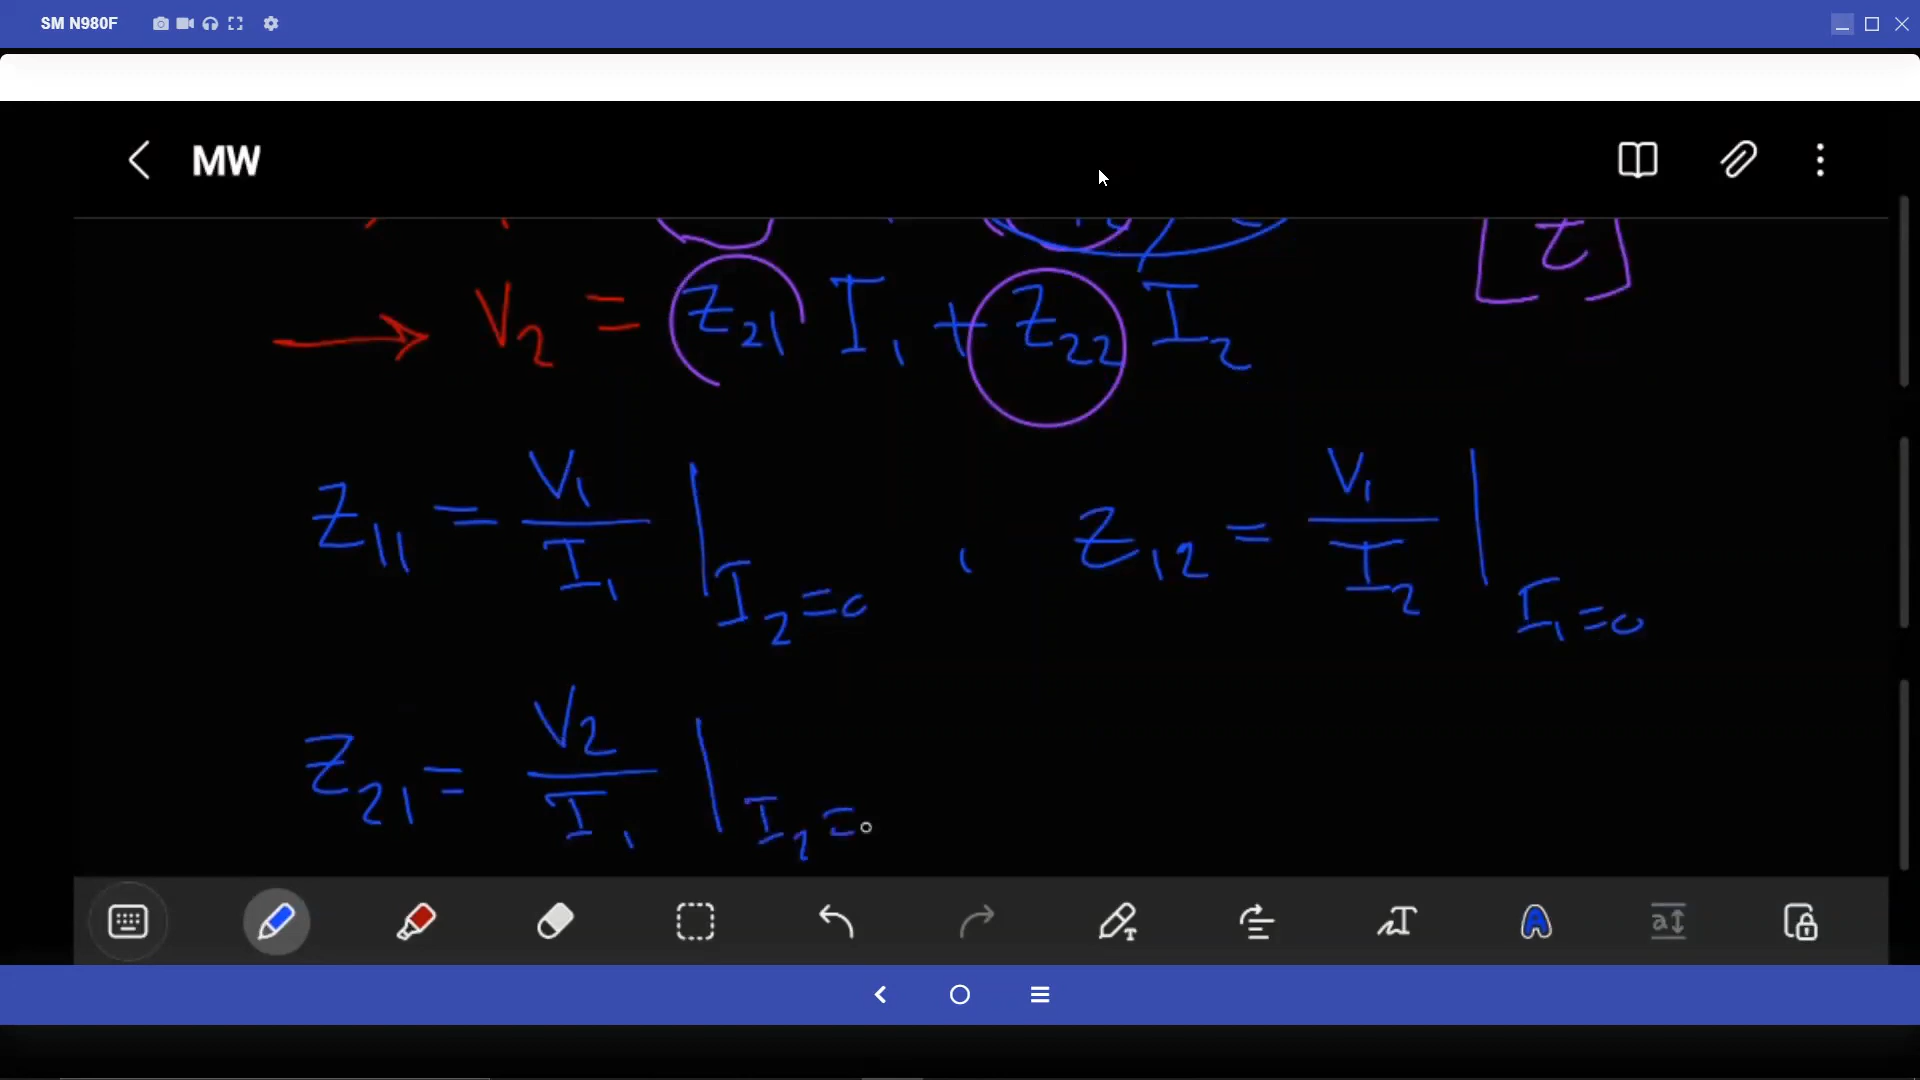 SM N980F
MW
[Z]
V2 = Z21 I1 + Z22 I2
Z11 = V1/I1 | I2=0 , Z12 = V1/I2 | I1=0
Z21 = V2/I1 | I2=